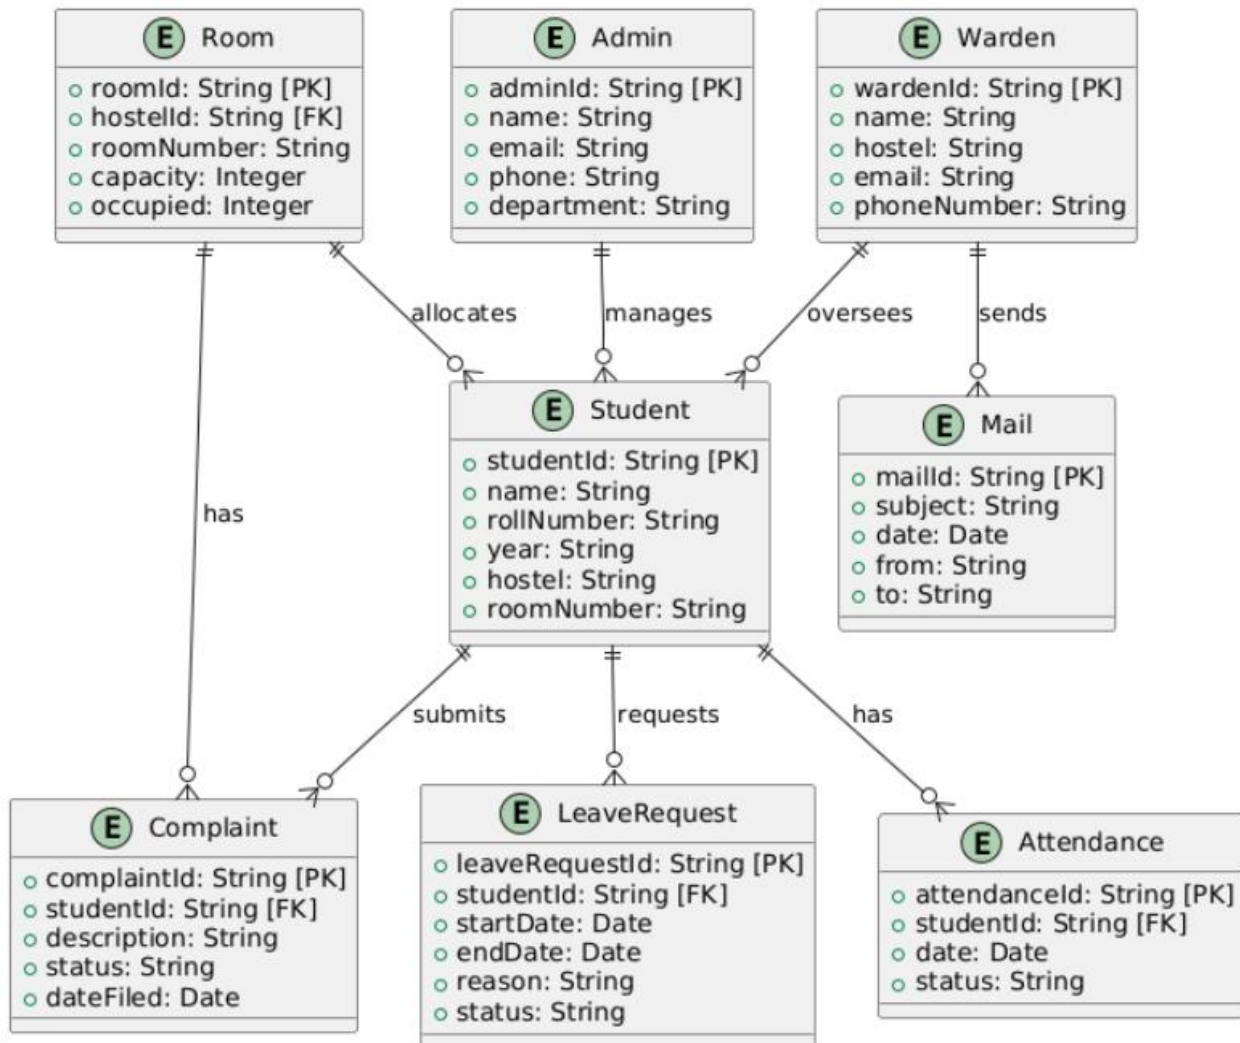 E Room
roomId: String [PK]
hostelId: String [FK]
roomNumber: String
capacity: Integer
occupied: Integer
E Admin
adminId: String [PK]
name: String
email: String
phone: String
department: String
E Warden
wardenId: String [PK]
name: String
hostel: String
email: String
phoneNumber: String
allocates
manages
oversees
sends
E Student
studentId: String [PK]
name: String
rollNumber: String
year: String
hostel: String
roomNumber: String
E Mail
mailId: String [PK]
subject: String
date: Date
from: String
to: String
has
submits
requests
has
E Complaint
complaintId: String [PK]
studentId: String [FK]
description: String
status: String
dateFiled: Date
E LeaveRequest
leaveRequestId: String [PK]
studentId: String [FK]
startDate: Date
endDate: Date
reason: String
status: String
E Attendance
attendanceId: String [PK]
studentId: String [FK]
date: Date
status: String